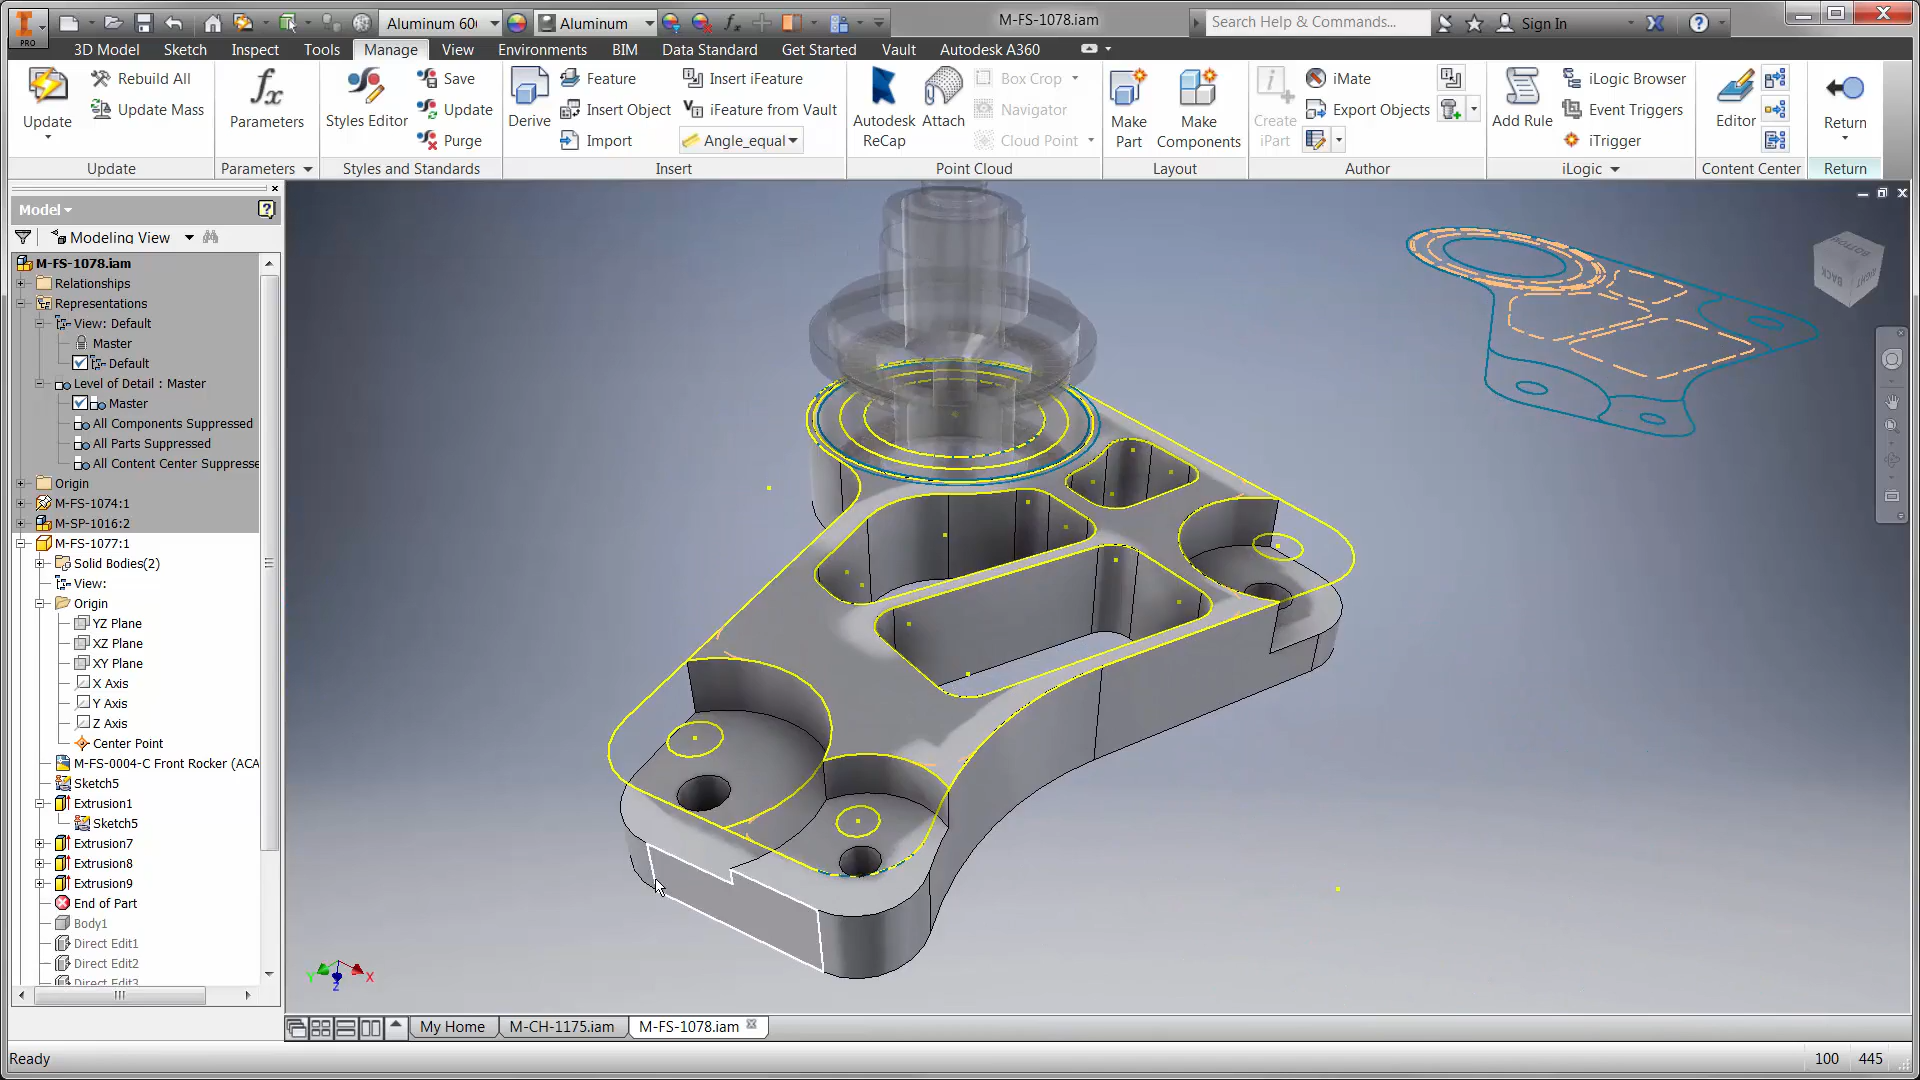 PRO
Aluminum 606
Aluminum
M-FS-1078.iam
Search Help & Commands...
Sign In
3D Model
Sketch
Inspect
Tools
Manage
View
Environments
BIM
Data Standard
Get Started
Vault
Autodesk A360
Update
Rebuild All
Update Mass
Update
fx
Parameters
Parameters
Styles Editor
Save
Update
Purge
Styles and Standards
Derive
Feature
Insert Object
Import
Insert iFeature
iFeature from Vault
Angle_equal
Insert
Autodesk ReCap
Attach
Box Crop
Navigator
Cloud Point
Point Cloud
Make Part
Make Components
Layout
Create iPart
iMate
Export Objects
Author
Add Rule
iLogic Browser
Event Triggers
iTrigger
iLogic
Editor
Content Center
Return
Return
Model
Modeling View
M-FS-1078.iam
Relationships
Representations
View: Default
Master
Default
Level of Detail : Master
Master
All Components Suppressed
All Parts Suppressed
All Content Center Suppresse
Origin
M-FS-1074:1
M-SP-1016:2
M-FS-1077:1
Solid Bodies(2)
View:
Origin
YZ Plane
XZ Plane
XY Plane
X Axis
Y Axis
Z Axis
Center Point
M-FS-0004-C Front Rocker (ACA
Sketch5
Extrusion1
Sketch5
Extrusion7
Extrusion8
Extrusion9
End of Part
Body1
Direct Edit1
Direct Edit2
Direct Edit3
BOTTOM
BACK
RIGHT
Y
X
Z
My Home
M-CH-1175.iam
M-FS-1078.iam
Ready
100
445